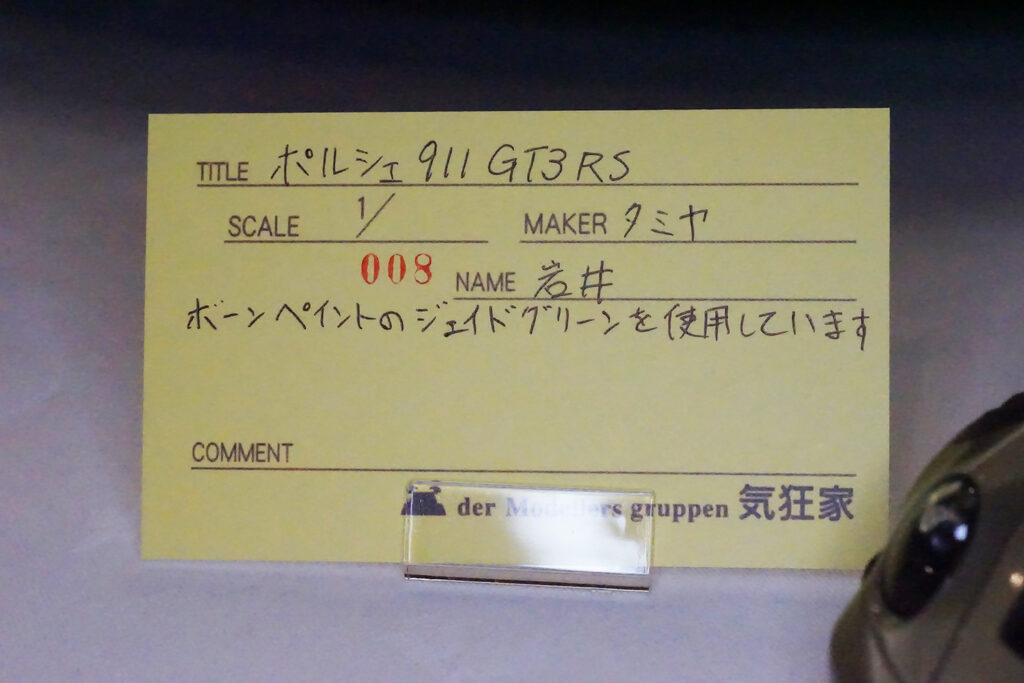 TITLE ポルシェ 911 GT3 RS
SCALE 1/ MAKER タミヤ
008 NAME 岩井
ボーンペイントのジェイドグリーンを使用しています
COMMENT
der Modellers gruppen 気狂家